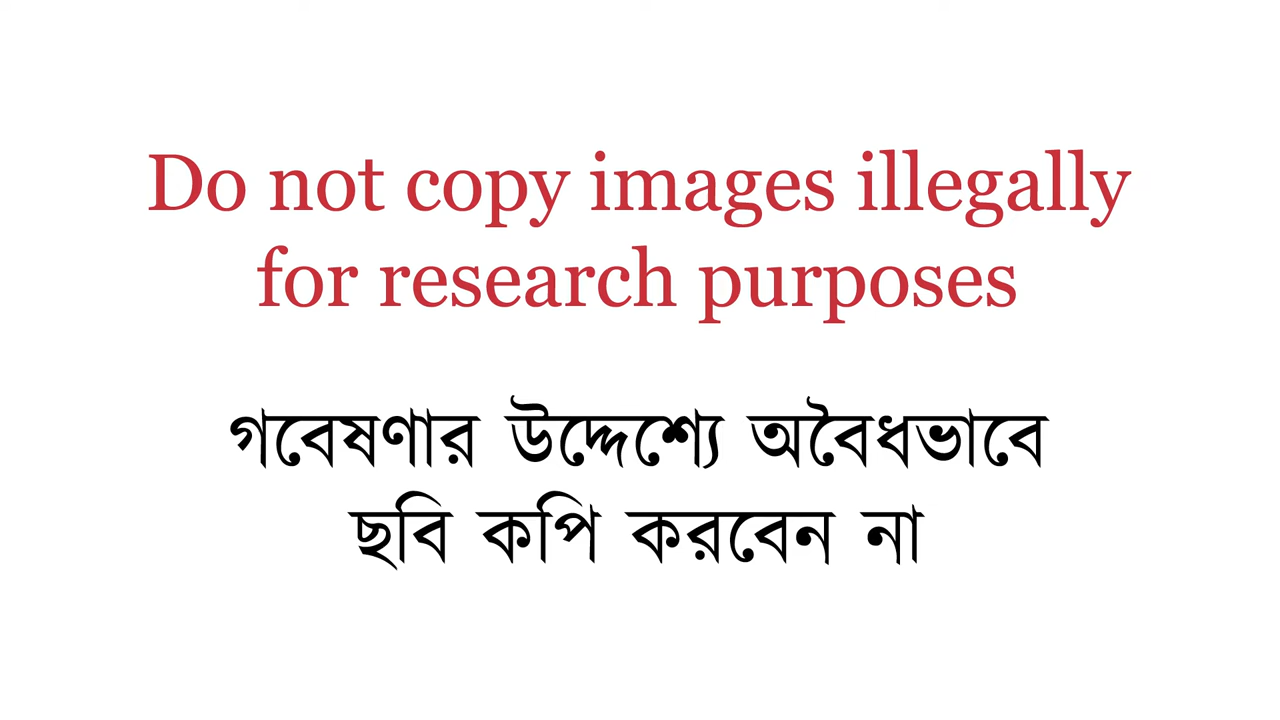 Do not copy images illegally
for research purposes
গবেষণার উদ্দেশ্যে অবৈধভাবে
ছবি কপি করবেন না